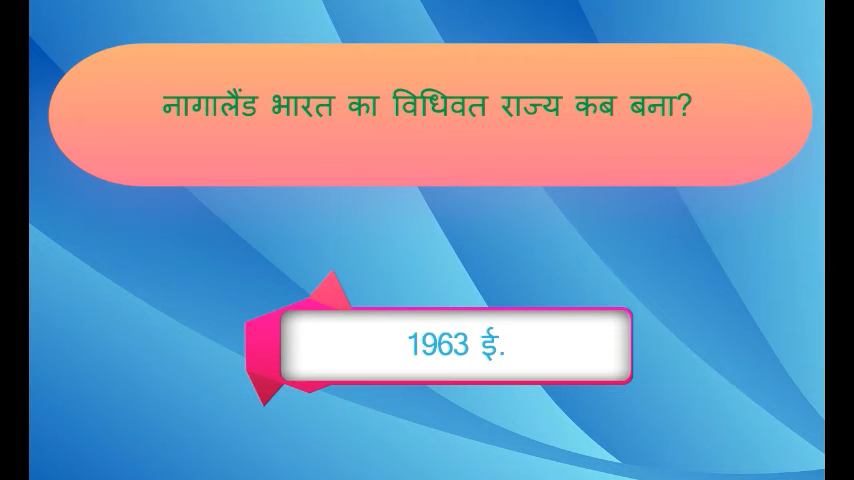 नागालैंड भारत का विधिवत राज्य कब बना?
1963 ई.